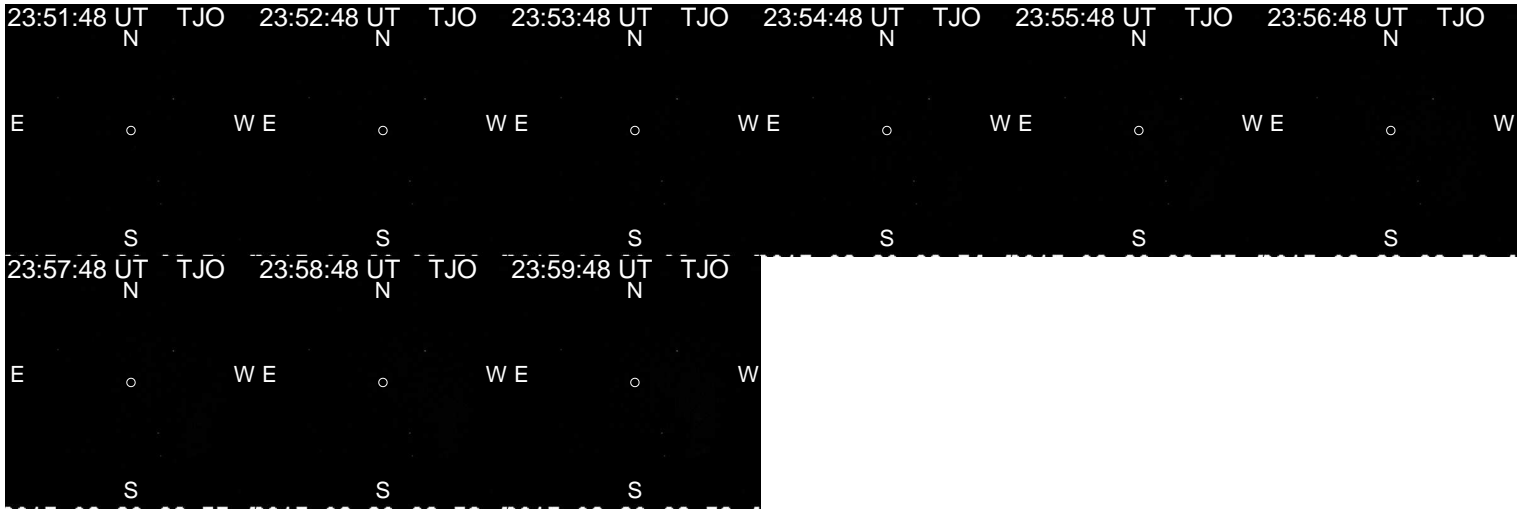 23:51:48 UT TJO 23:52:48 UT TJO 23:53:48 UT TJO 23:54:48 UT TJO 23:55:48 UT TJO 23:56:48 UT TJO
N N N N N N
E W E W E W E W E W E W
S S S S S S
23:57:48 UT TJO 23:58:48 UT TJO 23:59:48 UT TJO
N N N
E W E W E W
S S S